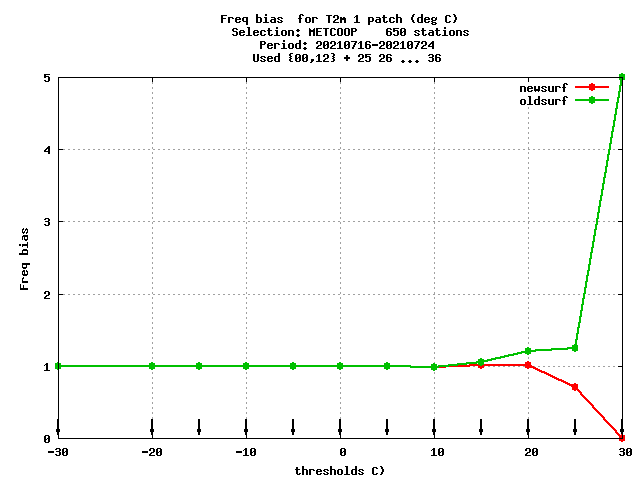 Freq bias  for T2m 1 patch (deg C)
Selection: METCOOP    650 stations
Period: 20210716-20210724
Used {00,12} + 25 26 ... 36
newsurf
oldsurf
5
4
3
2
1
0
Freq bias
-30
-20
-10
0
10
20
30
thresholds C)